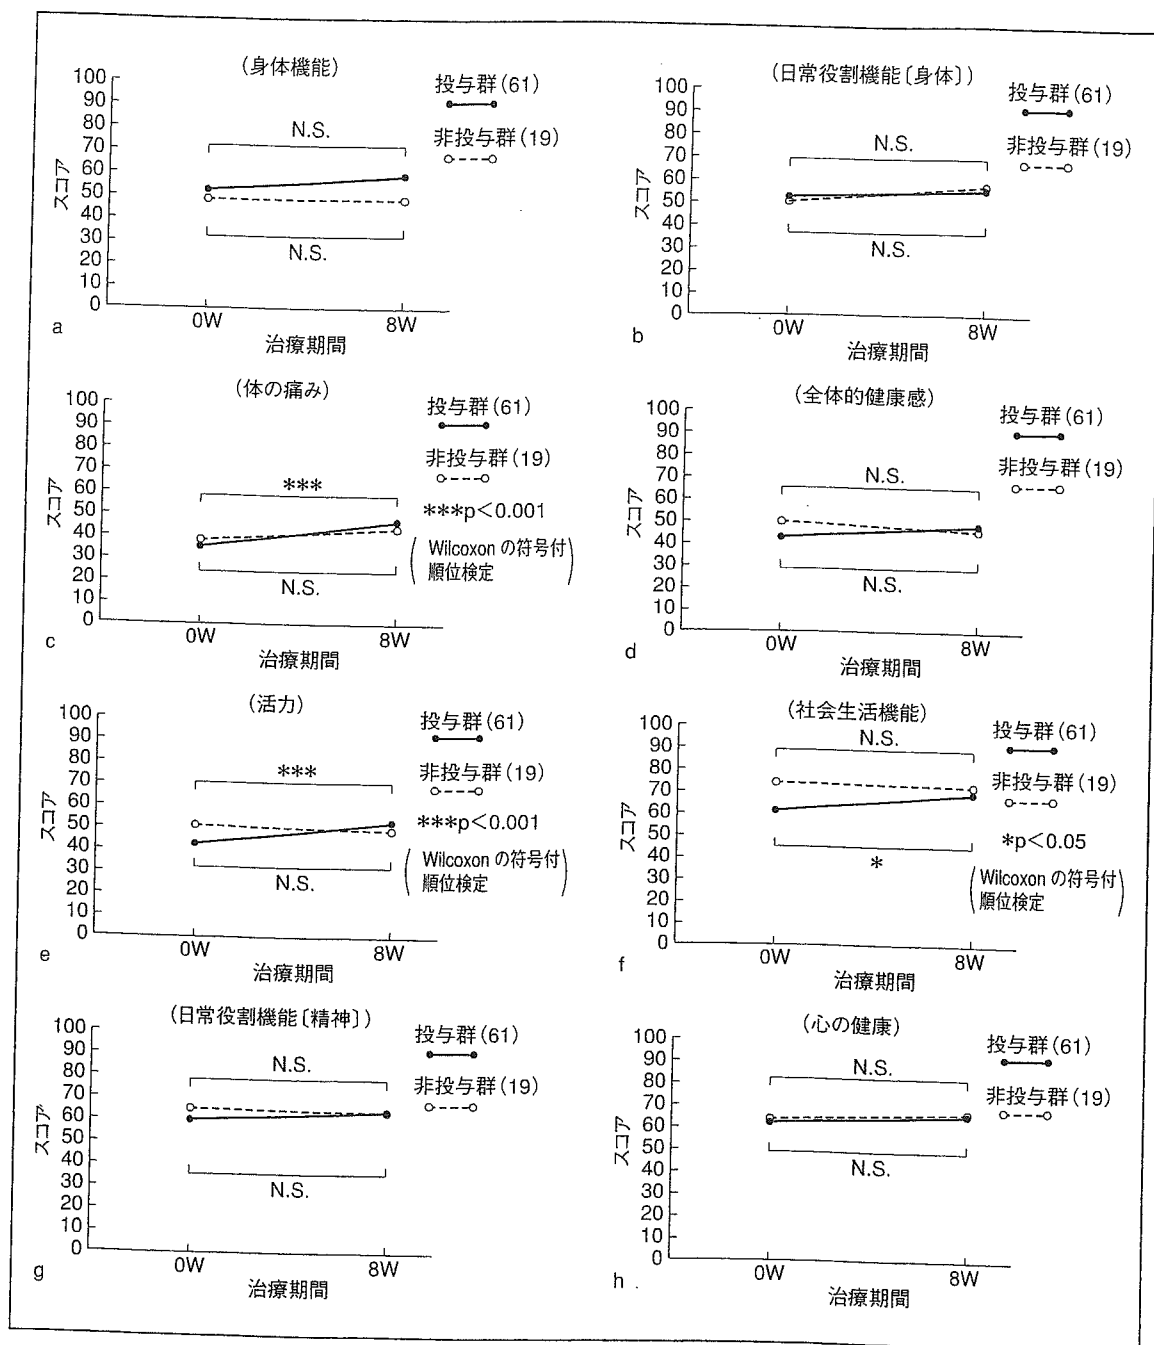 (身体機能)
投与群(61)
非投与群(19)
N.S.
N.S.
スコア
100
90
80
70
60
50
40
30
20
10
0
0W
8W
治療期間
a
(日常役割機能〔身体〕)
投与群(61)
非投与群(19)
N.S.
N.S.
スコア
100
90
80
70
60
50
40
30
20
10
0
0W
8W
治療期間
b
(体の痛み)
投与群(61)
非投与群(19)
***
***p<0.001
(Wilcoxon の符号付
順位検定)
N.S.
スコア
100
90
80
70
60
50
40
30
20
10
0
0W
8W
治療期間
c
(全体的健康感)
投与群(61)
非投与群(19)
N.S.
N.S.
スコア
100
90
80
70
60
50
40
30
20
10
0
0W
8W
治療期間
d
(活力)
投与群(61)
非投与群(19)
***
***p<0.001
(Wilcoxon の符号付
順位検定)
N.S.
スコア
100
90
80
70
60
50
40
30
20
10
0
0W
8W
治療期間
e
(社会生活機能)
投与群(61)
非投与群(19)
N.S.
*p<0.05
*
(Wilcoxon の符号付
順位検定)
スコア
100
90
80
70
60
50
40
30
20
10
0
0W
8W
治療期間
f
(日常役割機能〔精神〕)
投与群(61)
非投与群(19)
N.S.
N.S.
スコア
100
90
80
70
60
50
40
30
20
10
0
0W
8W
治療期間
g
(心の健康)
投与群(61)
非投与群(19)
N.S.
N.S.
スコア
100
90
80
70
60
50
40
30
20
10
0
0W
8W
治療期間
h